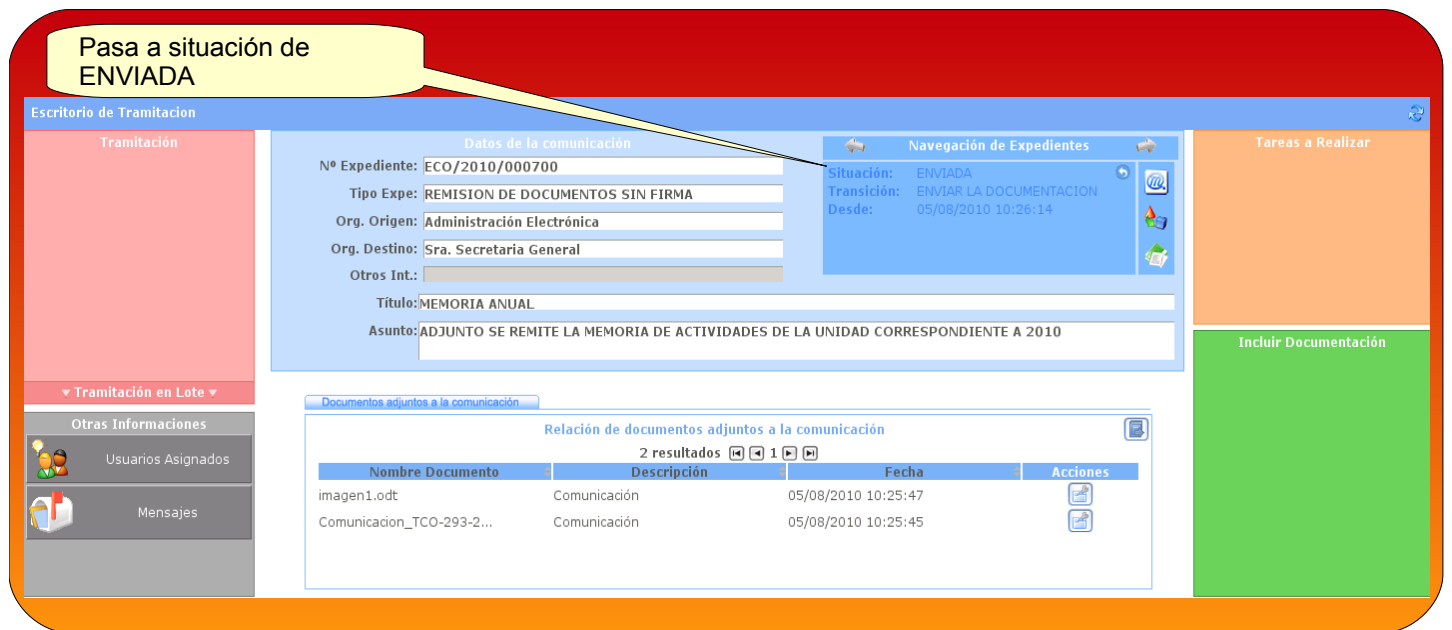 Pasa a situación de
ENVIADA
Escritorio de Tramitacion
Tramitación
▼ Tramitación en Lote ▼
Otras Informaciones
Usuarios Asignados
Mensajes
Datos de la comunicación
Nº Expediente: ECO/2010/000700
Tipo Expe: REMISION DE DOCUMENTOS SIN FIRMA
Org. Origen: Administración Electrónica
Org. Destino: Sra. Secretaria General
Otros Int.:
Título: MEMORIA ANUAL
Asunto: ADJUNTO SE REMITE LA MEMORIA DE ACTIVIDADES DE LA UNIDAD CORRESPONDIENTE A 2010
Navegación de Expedientes
Situación: ENVIADA
Transición: ENVIAR LA DOCUMENTACION
Desde: 05/08/2010 10:26:14
Documentos adjuntos a la comunicación
Relación de documentos adjuntos a la comunicación
2 resultados 1
Nombre Documento Descripción Fecha Acciones
imagen1.odt Comunicación 05/08/2010 10:25:47
Comunicacion_TCO-293-2... Comunicación 05/08/2010 10:25:45
Tareas a Realizar
Incluir Documentación